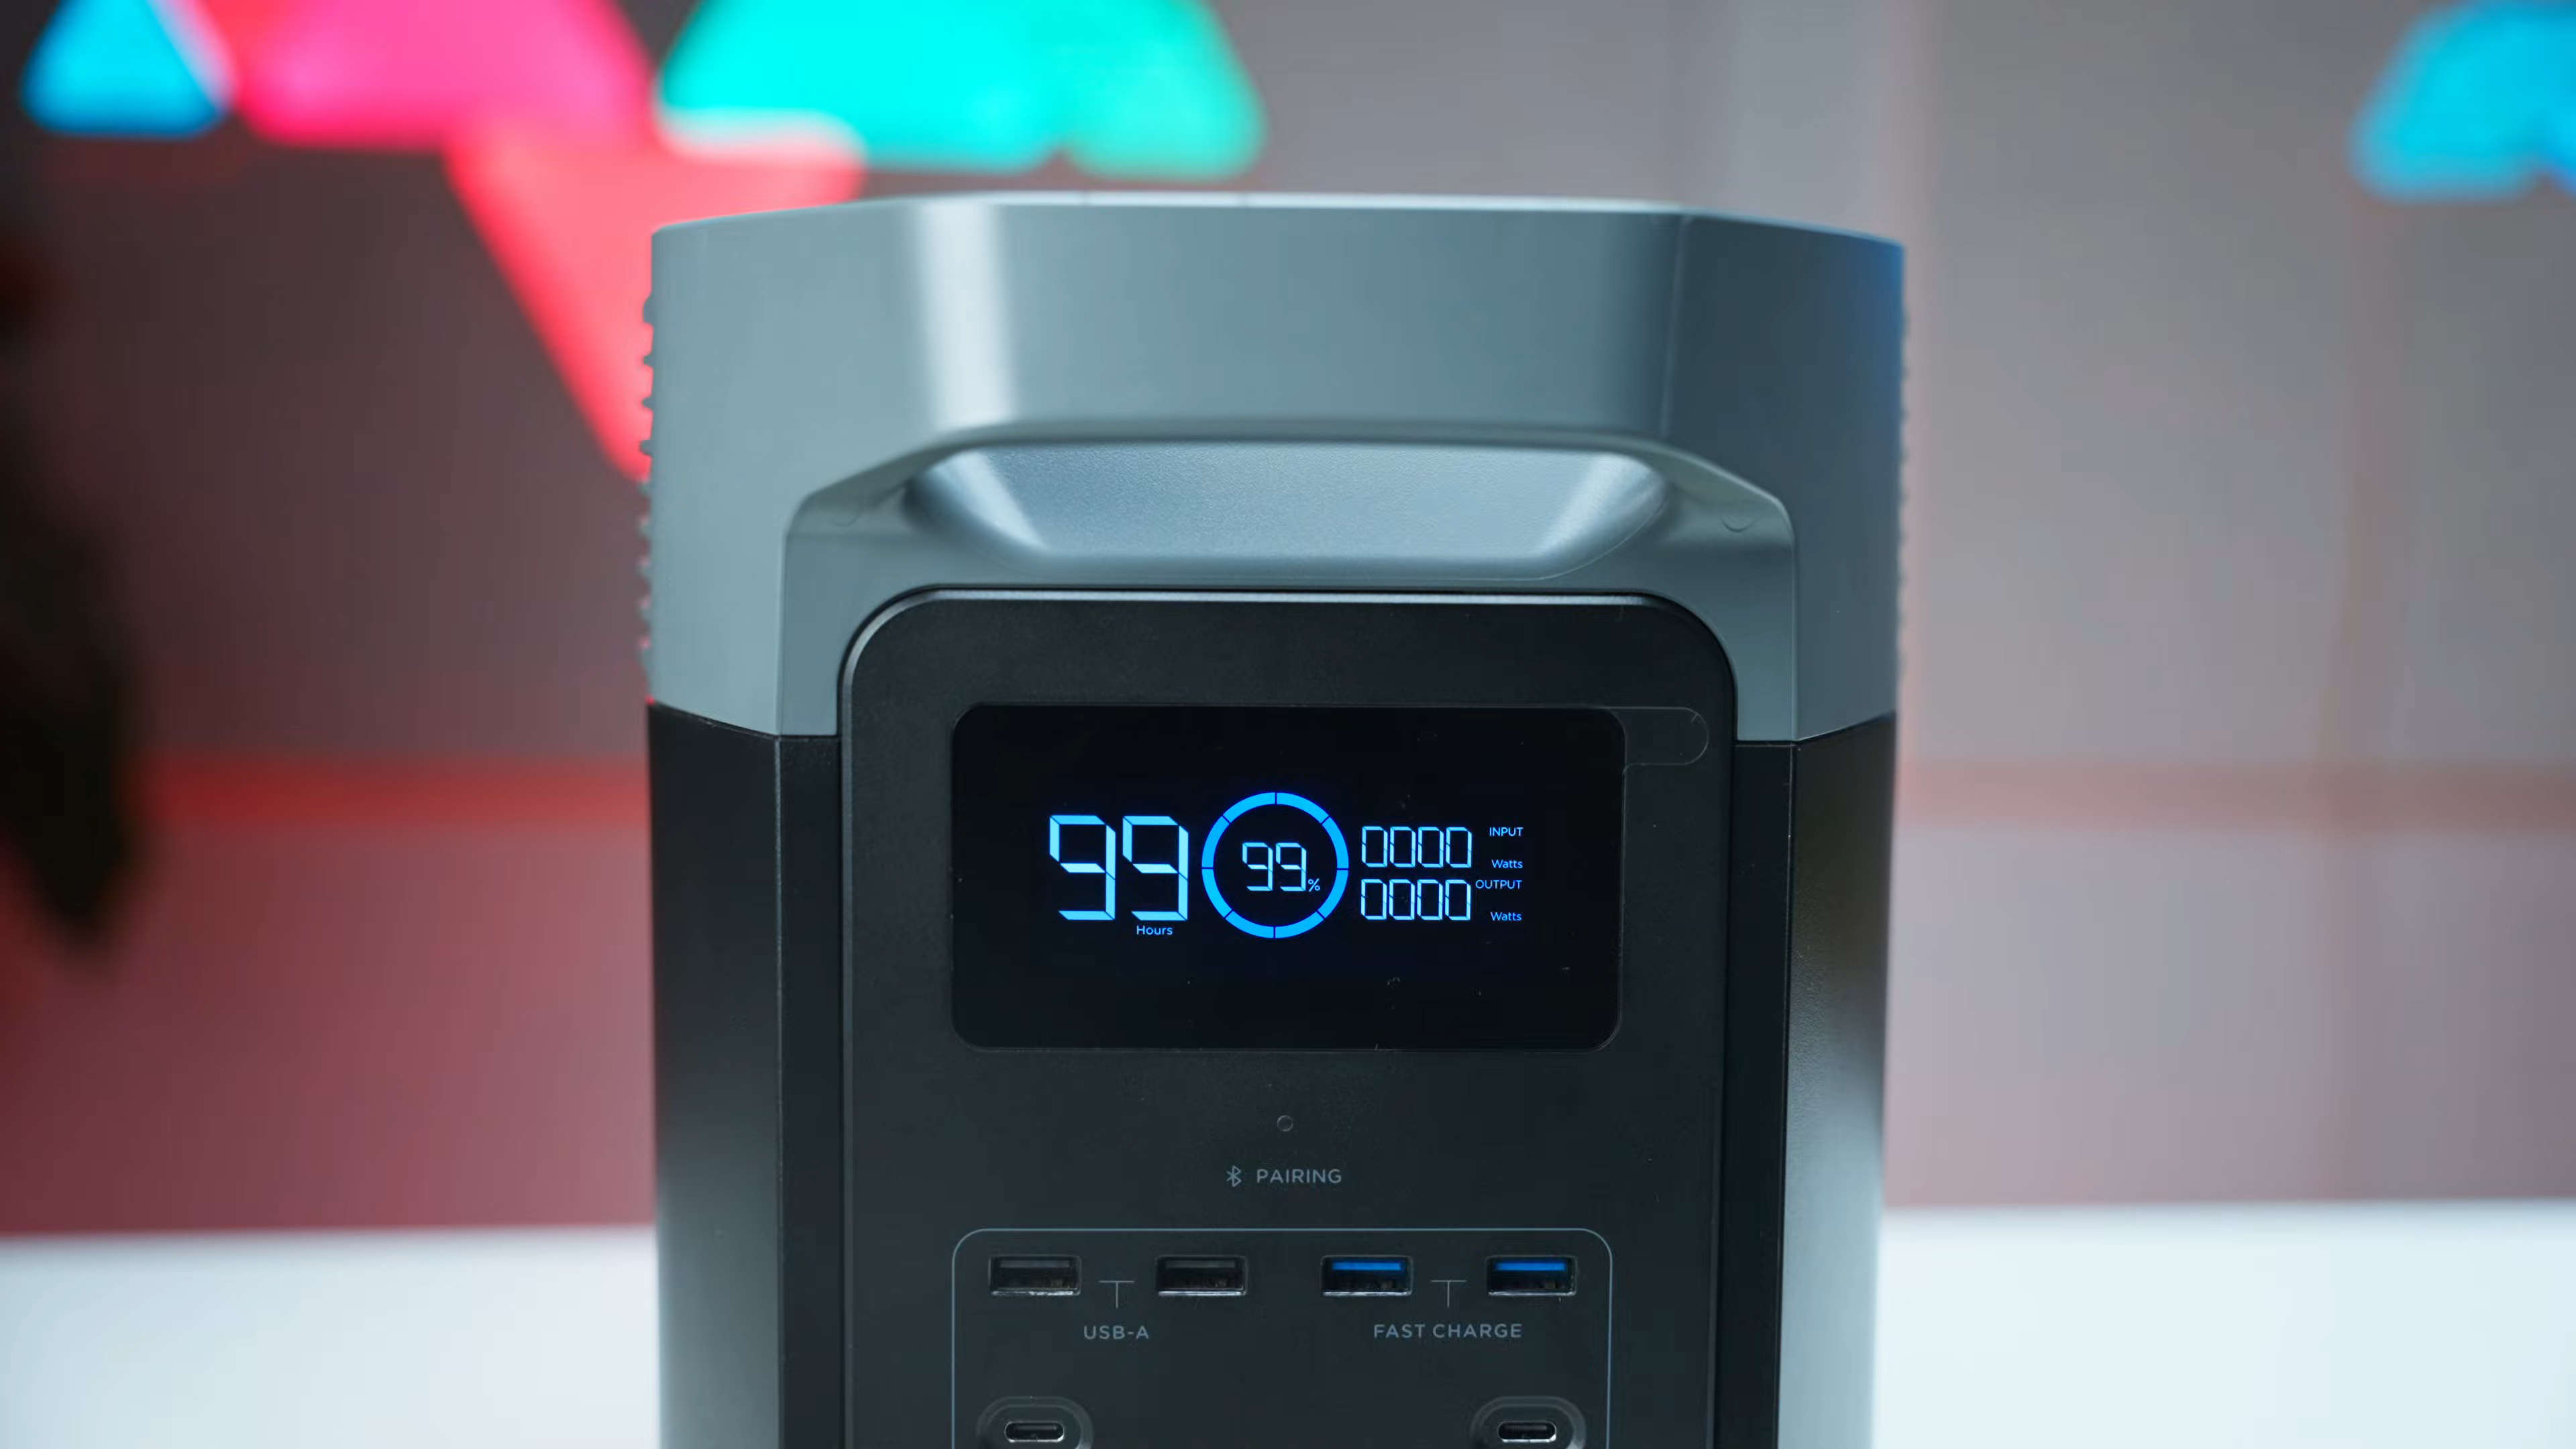 99 Hours
99%
0000 INPUT Watts
0000 OUTPUT Watts
PAIRING
USB-A
FAST CHARGE